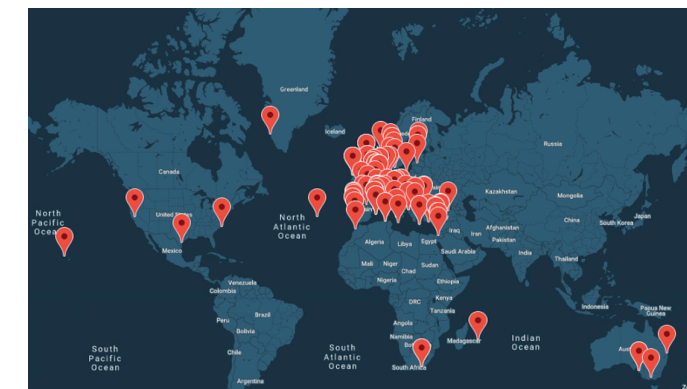 Greenland
Iceland
Finland
Russia
Canada
Kazakhstan
Mongolia
North
Pacific
Ocean
United States
North
Atlantic
Ocean
China
South Korea
Japan
Mexico
Algeria
Libya
Egypt
Iraq
Iran
Afghanistan
Pakistan
Saudi Arabia
India
Thailand
Mali
Niger
Chad
Sudan
Nigeria
Ethiopia
Venezuela
Colombia
DRC
Kenya
Tanzania
Indonesia
Papua New
Guinea
Peru
Brazil
Bolivia
Angola
Namibia
Madagascar
South
Pacific
Ocean
Chile
South
Atlantic
Ocean
Indian
Ocean
South Africa
Argentina